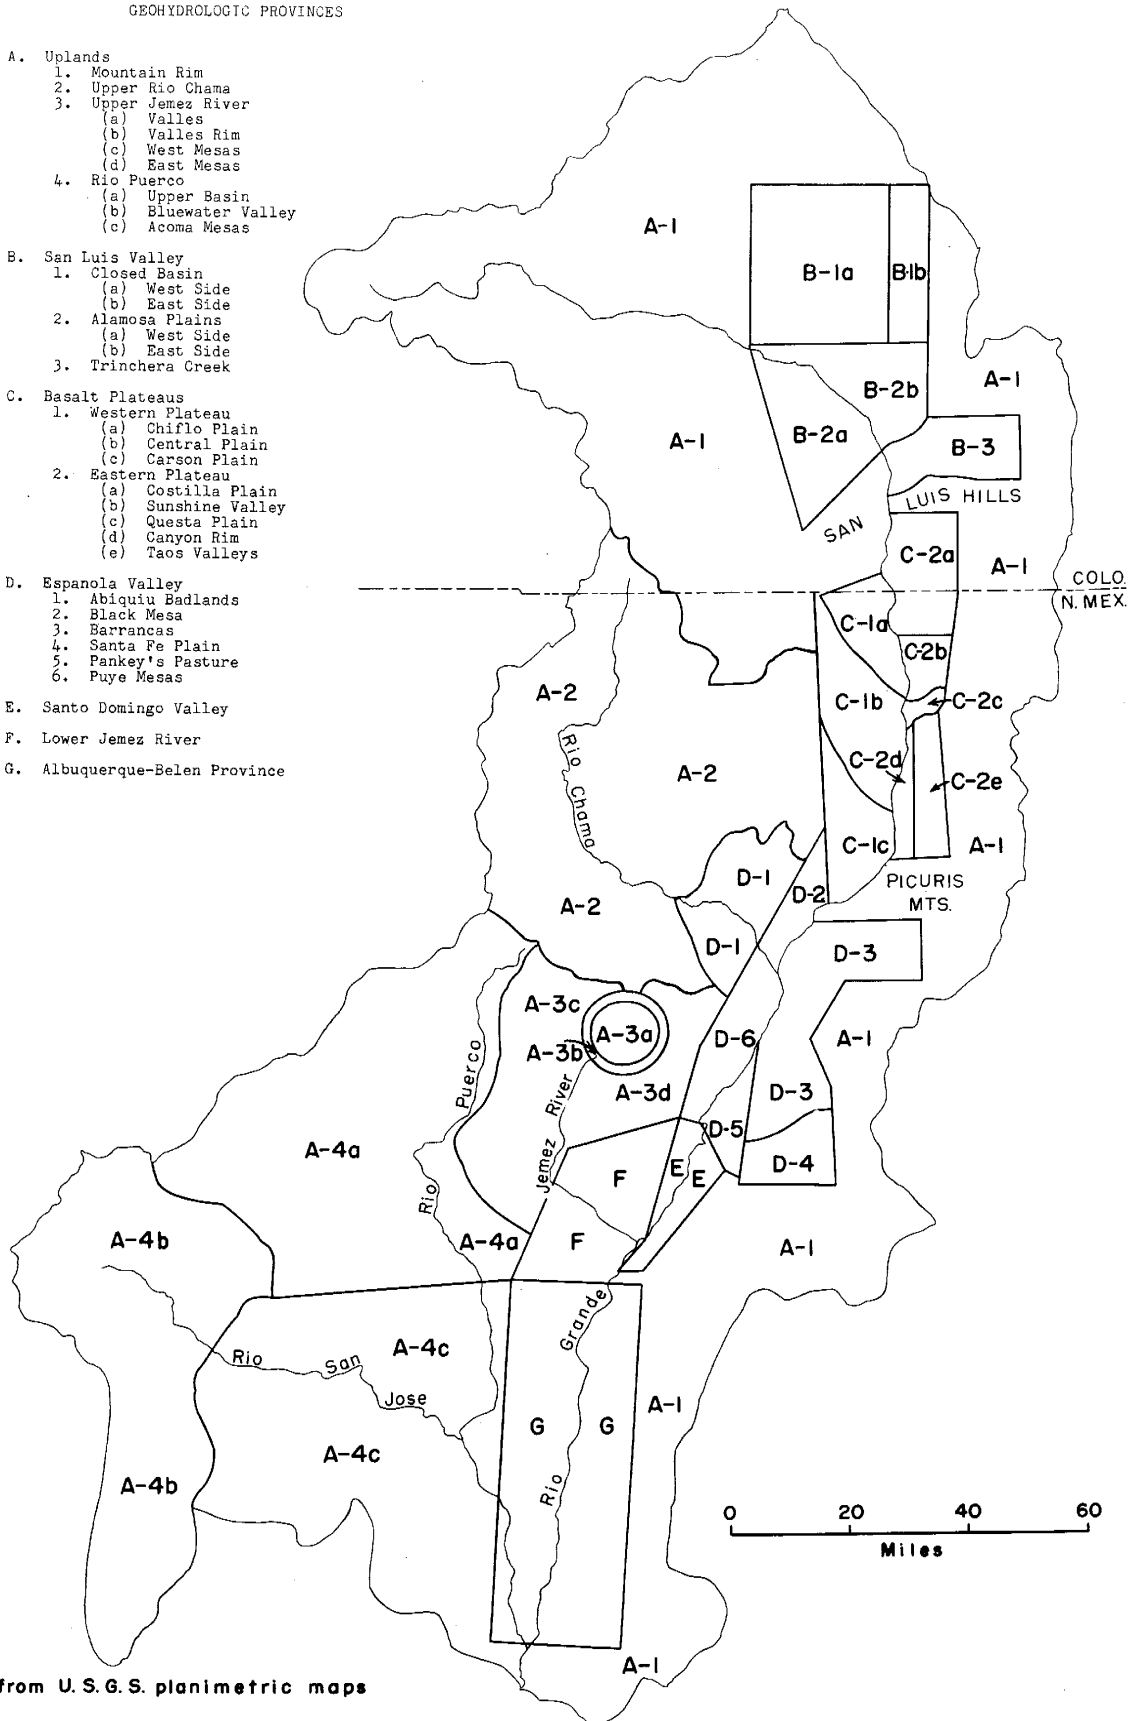 GEOHYDROLOGIC PROVINCES
A. Uplands
1. Mountain Rim
2. Upper Rio Chama
3. Upper Jemez River
(a) Valles
(b) Valles Rim
(c) West Mesas
(d) East Mesas
4. Rio Puerco
(a) Upper Basin
(b) Bluewater Valley
(c) Acoma Mesas
B. San Luis Valley
1. Closed Basin
(a) West Side
(b) East Side
2. Alamosa Plains
(a) West Side
(b) East Side
3. Trinchera Creek
C. Basalt Plateaus
1. Western Plateau
(a) Chiflo Plain
(b) Central Plain
(c) Carson Plain
2. Eastern Plateau
(a) Costilla Plain
(b) Sunshine Valley
(c) Questa Plain
(d) Canyon Rim
(e) Taos Valleys
D. Espanola Valley
1. Abiquiu Badlands
2. Black Mesa
3. Barrancas
4. Santa Fe Plain
5. Pankey's Pasture
6. Puye Mesas
E. Santo Domingo Valley
F. Lower Jemez River
G. Albuquerque-Belen Province
A-1
B-1a
B-1b
A-1
B-2b
A-1
B-2a
B-3
SAN LUIS HILLS
C-2a
A-1
COLO.
N. MEX.
C-1a
C-2b
A-2
C-1b
C-2c
Rio Chama
A-2
C-2d
C-2e
C-1c
A-1
PICURIS
MTS.
D-1
D-2
A-2
D-1
D-3
A-3c
A-3a
A-3b
D-6
A-1
Rio Puerco
A-3d
D-3
Jemez River
D-5
A-4a
D-4
F
E
E
A-4b
A-4a
F
A-1
Rio Grande
Rio San Jose
A-4c
A-1
G
G
A-4c
A-4b
0 20 40 60
Miles
A-1
from U.S.G.S. planimetric maps